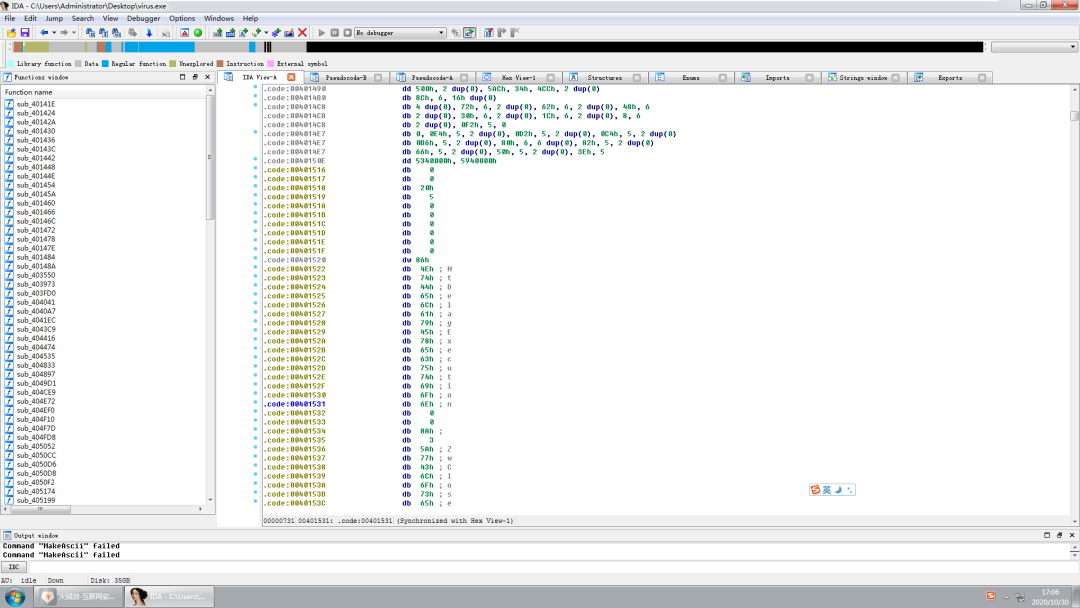 IDA - C:\Users\Administrator\Desktop\virus.exe
File Edit Jump Search View Debugger Options Windows Help
No debugger
Library function Data Regular function Unexplored Instruction External symbol
Functions window
IDA View-A Pseudocode-B Pseudocode-A Hex View-1 Structures Enums Imports Strings window Exports
Function name
sub_40141E
sub_401424
sub_40142A
sub_401430
sub_401436
sub_40143C
sub_401442
sub_401448
sub_40144E
sub_401454
sub_40145A
sub_401460
sub_401466
sub_40146C
sub_401472
sub_401478
sub_40147E
sub_401484
sub_40148A
sub_403550
sub_403973
sub_403FD0
sub_404041
sub_4040A7
sub_4041EC
sub_4043C9
sub_404416
sub_404474
sub_404535
sub_404833
sub_404897
sub_4049D1
sub_404CE9
sub_404E72
sub_404EF0
sub_404F10
sub_404F7D
sub_404FD8
sub_405052
sub_4050CC
sub_4050D6
sub_4050D8
sub_4050F2
sub_405174
sub_405199
.code:00401490 dd 500h, 2 dup(0), 5ACh, 34h, 4CCh, 2 dup(0)
.code:004014B0 db 8Ch, 6, 16h dup(0)
.code:004014C8 db 4 dup(0), 72h, 6, 2 dup(0), 62h, 6, 2 dup(0), 48h, 6
.code:004014C8 db 2 dup(0), 30h, 6, 2 dup(0), 1Ch, 6, 2 dup(0), 8, 6
.code:004014C8 db 2 dup(0), 0F2h, 5, 0
.code:004014E7 db 0, 0E4h, 5, 2 dup(0), 0D2h, 5, 2 dup(0), 0C4h, 5, 2 dup(0)
.code:004014E7 db 0B6h, 5, 2 dup(0), 80h, 6, 6 dup(0), 82h, 5, 2 dup(0)
.code:004014E7 db 66h, 5, 2 dup(0), 50h, 5, 2 dup(0), 3Eh, 5
.code:0040150E dd 5340000h, 5940000h
.code:00401516 db 0
.code:00401517 db 0
.code:00401518 db 20h
.code:00401519 db 5
.code:0040151A db 0
.code:0040151B db 0
.code:0040151C db 0
.code:0040151D db 0
.code:0040151E db 0
.code:0040151F db 0
.code:00401520 dw 86h
.code:00401522 db 4Eh ; N
.code:00401523 db 74h ; t
.code:00401524 db 44h ; D
.code:00401525 db 65h ; e
.code:00401526 db 6Ch ; l
.code:00401527 db 61h ; a
.code:00401528 db 79h ; y
.code:00401529 db 45h ; E
.code:0040152A db 78h ; x
.code:0040152B db 65h ; e
.code:0040152C db 63h ; c
.code:0040152D db 75h ; u
.code:0040152E db 74h ; t
.code:0040152F db 69h ; i
.code:00401530 db 6Fh ; o
.code:00401531 db 6Eh ; n
.code:00401532 db 0
.code:00401533 db 0
.code:00401534 db 8Ah ;
.code:00401535 db 3
.code:00401536 db 5Ah ; Z
.code:00401537 db 77h ; w
.code:00401538 db 43h ; C
.code:00401539 db 6Ch ; l
.code:0040153A db 6Fh ; o
.code:0040153B db 73h ; s
.code:0040153C db 65h ; e
英
00000731 00401531: .code:00401531 (Synchronized with Hex View-1)
Output window
Command "MakeAscii" failed
Command "MakeAscii" failed
IDC
AU: idle Down Disk: 35GB
火绒剑-互联网安...
IDA - C:\Users\...
17:06
2020/10/30